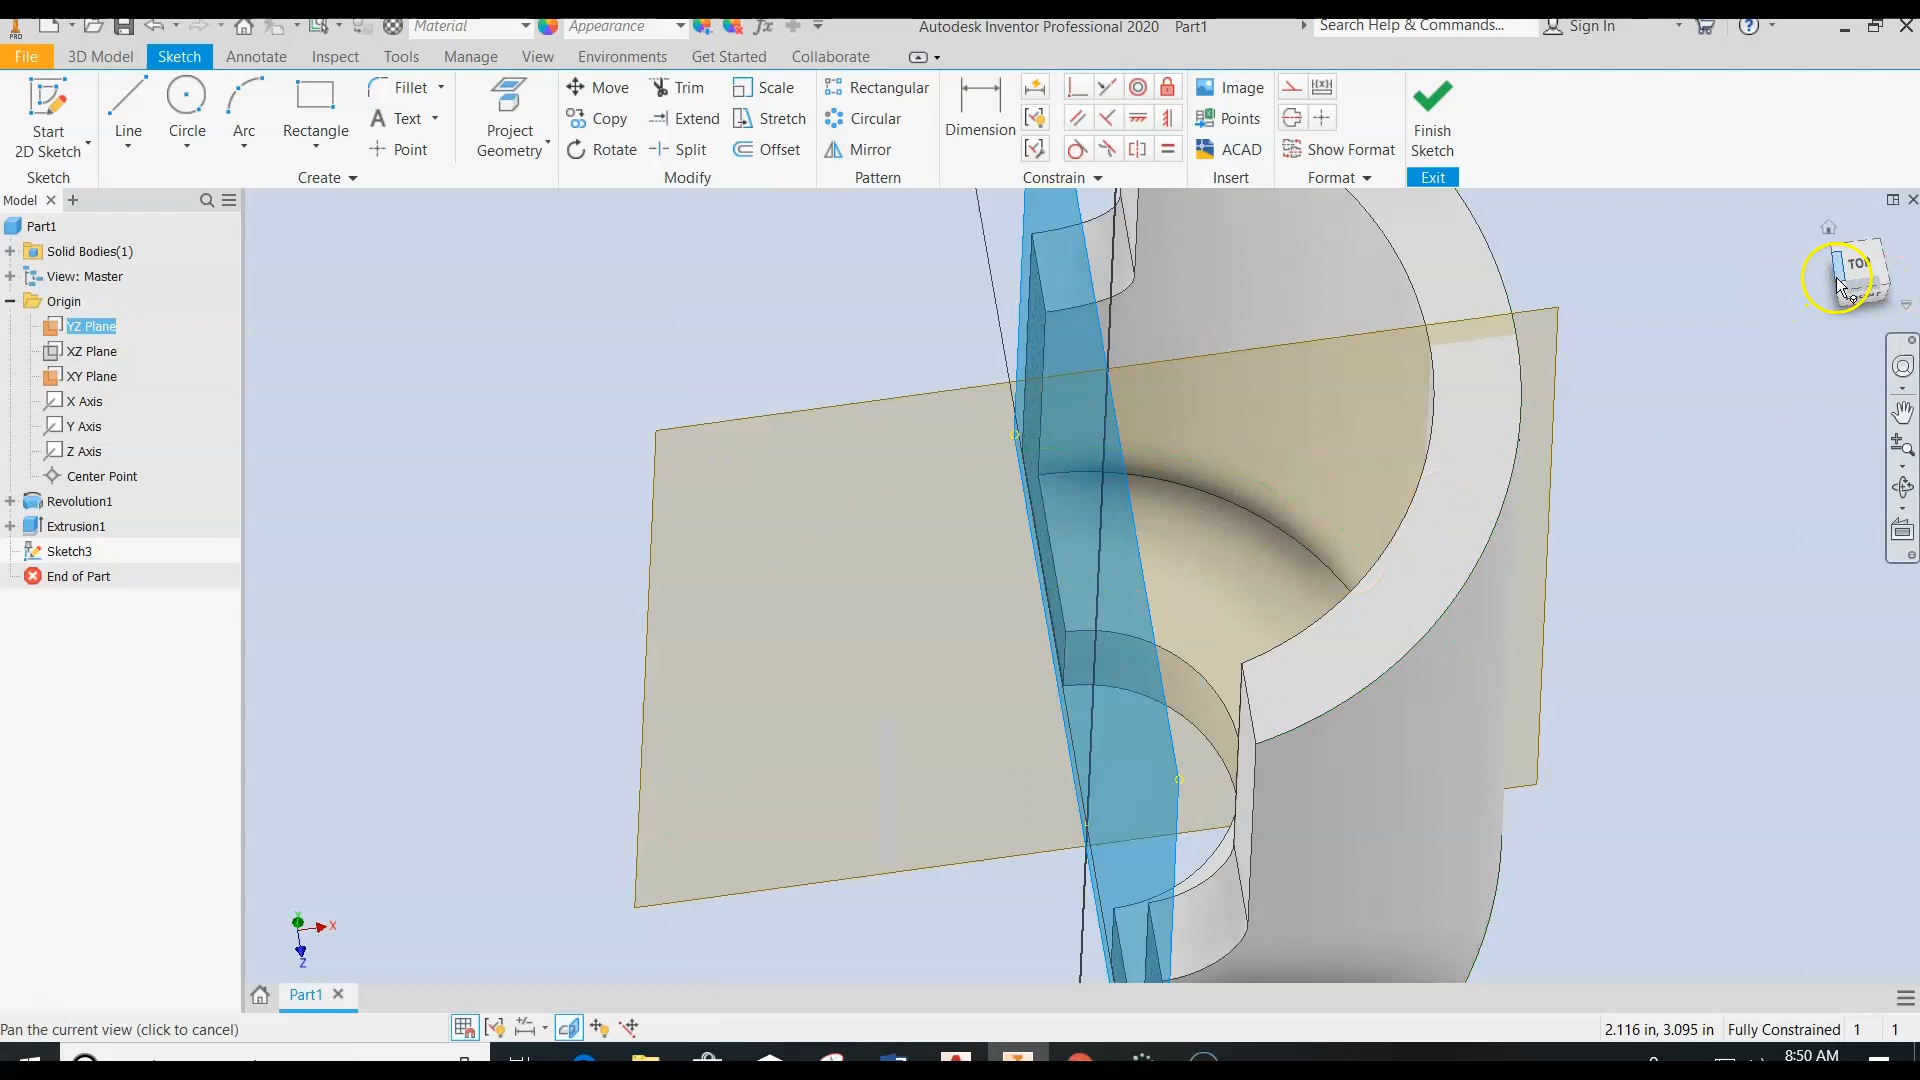 Material Appearance fx Autodesk Inventor Professional 2020 Part1 Search Help & Commands... Sign In
PRO
File 3D Model Sketch Annotate Inspect Tools Manage View Environments Get Started Collaborate
Start 2D Sketch
Line
Circle
Arc
Rectangle
Fillet
Text
Point
Project Geometry
Move
Copy
Rotate
Trim
Extend
Split
Scale
Stretch
Offset
Rectangular
Circular
Mirror
Dimension
Image
Points
ACAD
Show Format
Finish Sketch
Sketch Create Modify Pattern Constrain Insert Format Exit
Model
Part1
Solid Bodies(1)
View: Master
Origin
YZ Plane
XZ Plane
XY Plane
X Axis
Y Axis
Z Axis
Center Point
Revolution1
Extrusion1
Sketch3
End of Part
TOP
X
Z
Part1
Pan the current view (click to cancel)
2.116 in, 3.095 in Fully Constrained 1 1
8:50 AM